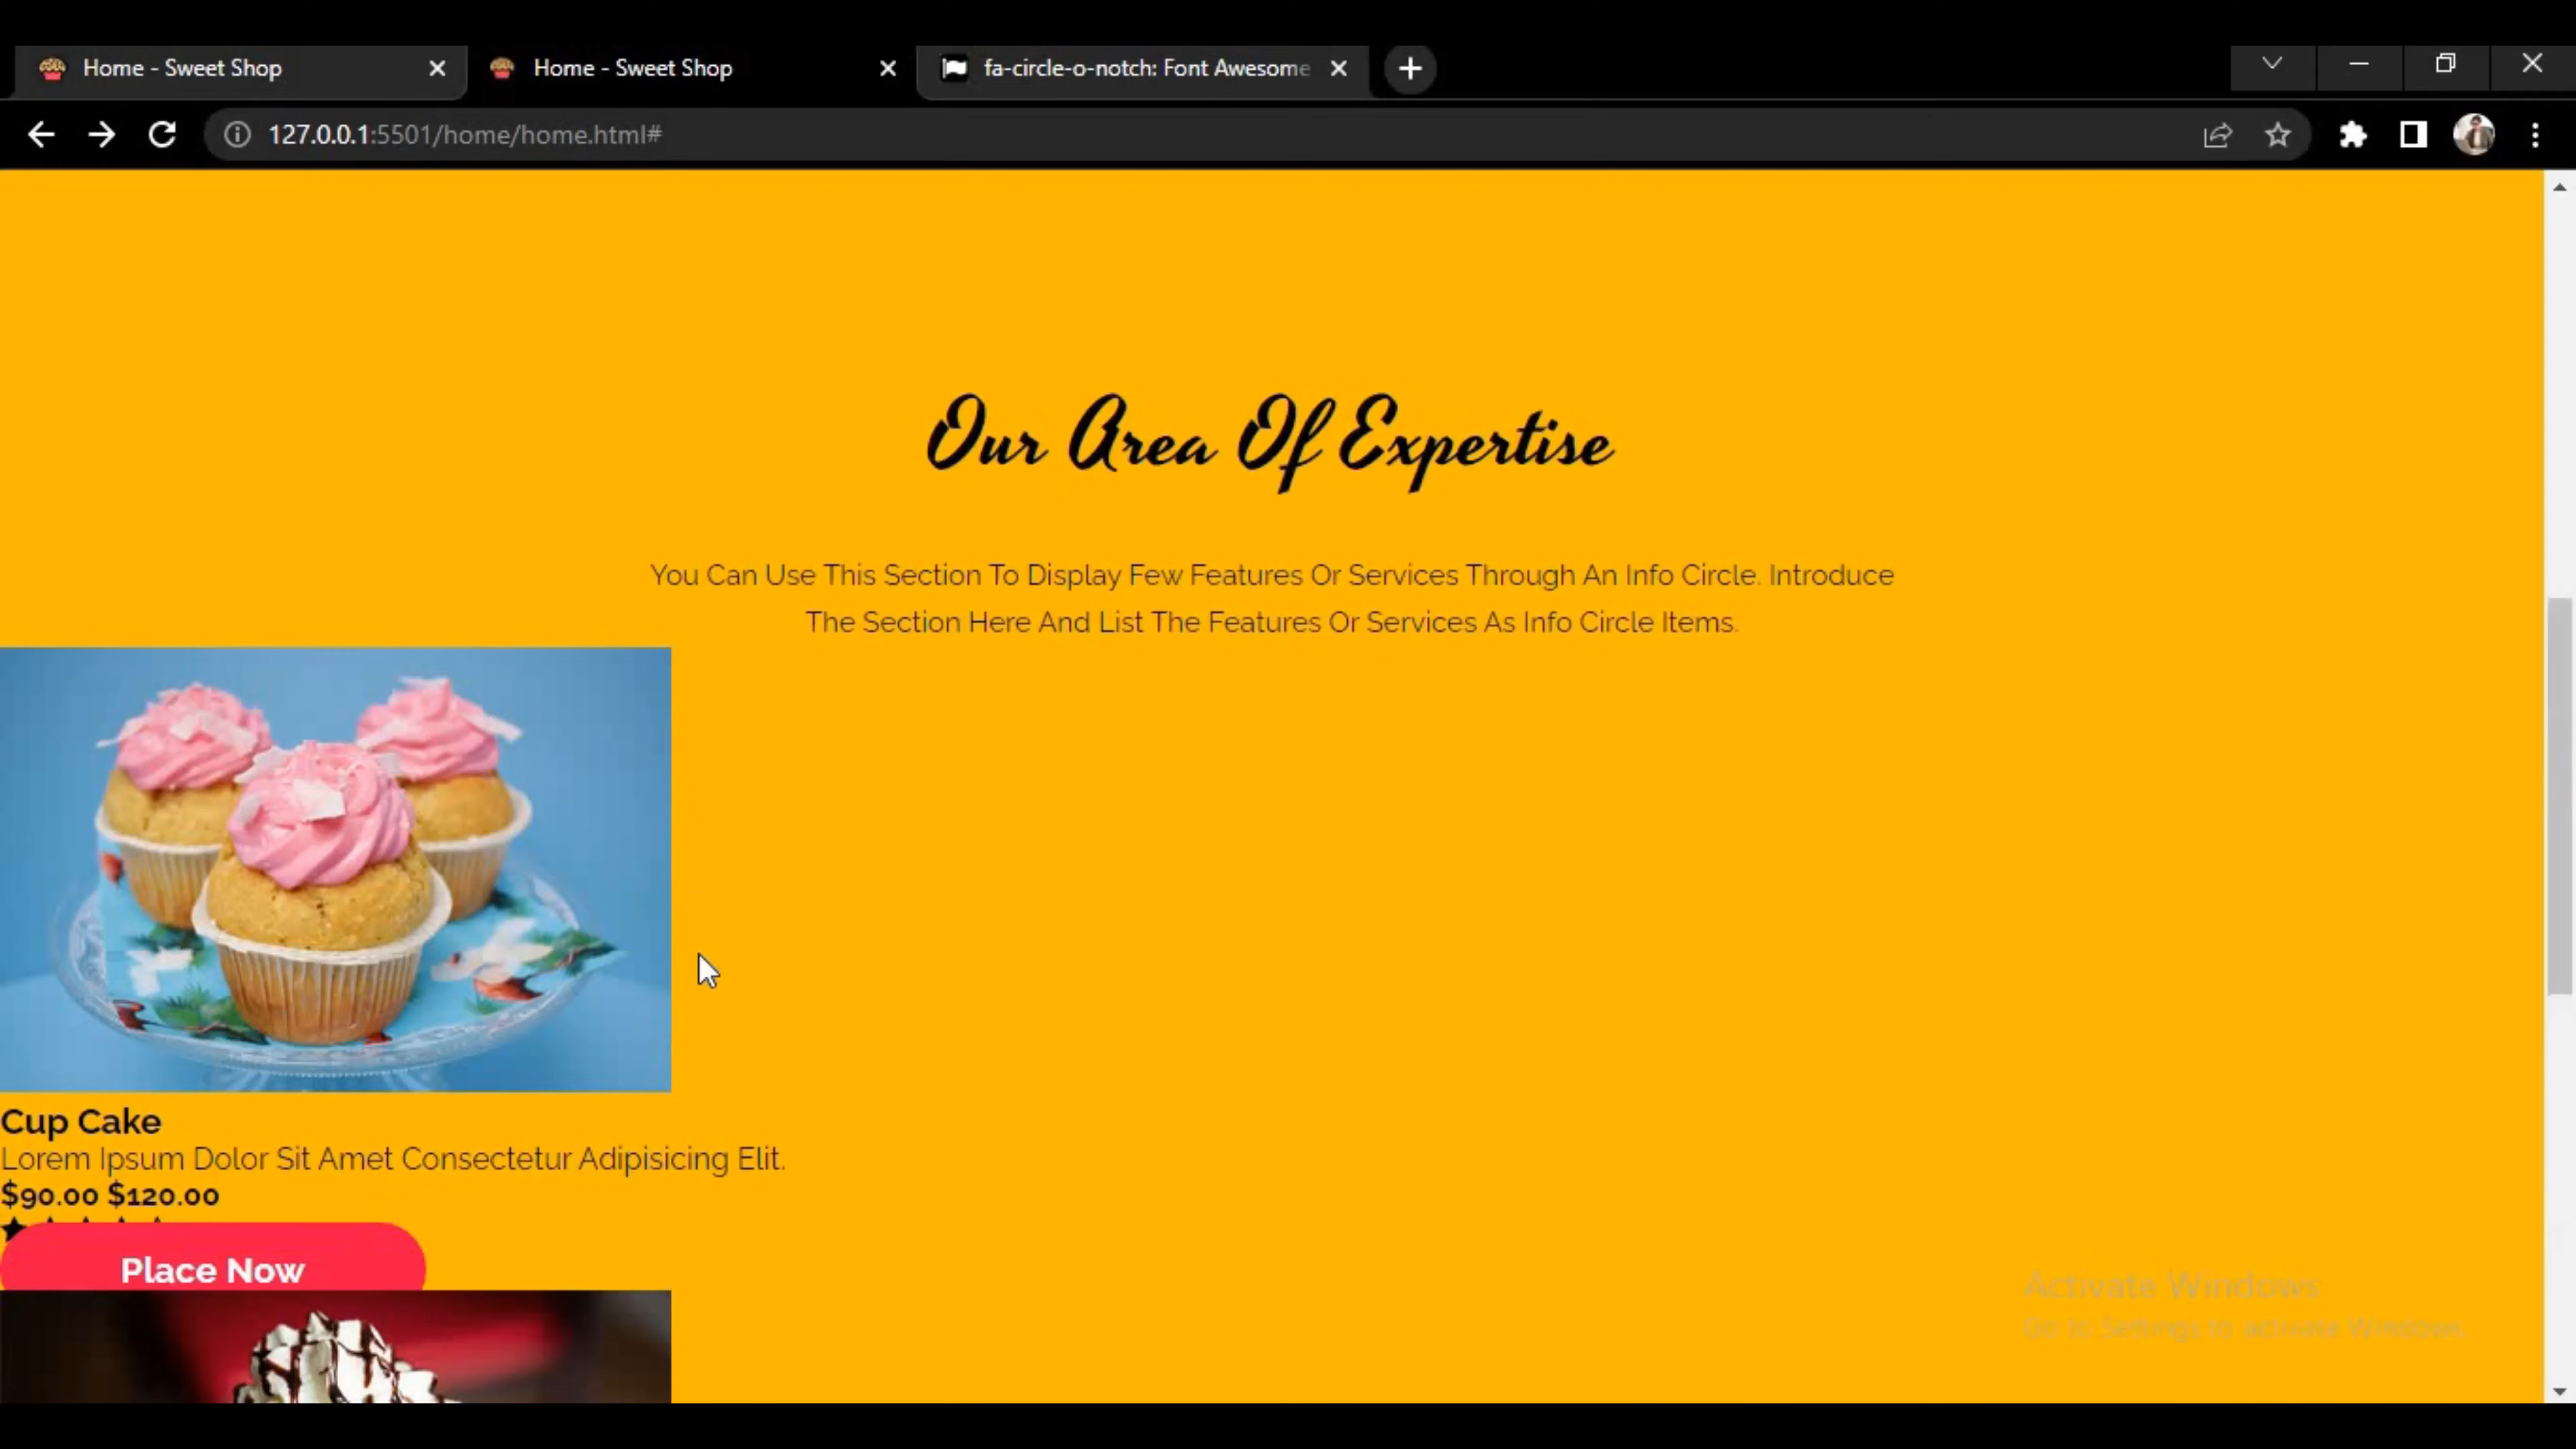 Home - Sweet Shop
Home - Sweet Shop
fa-circle-o-notch: Font Awesome
127.0.0.1:5501/home/home.html#
Our Area Of Expertise
You Can Use This Section To Display Few Features Or Services Through An Info Circle. Introduce
The Section Here And List The Features Or Services As Info Circle Items.
Cup Cake
Lorem Ipsum Dolor Sit Amet Consectetur Adipisicing Elit.
$90.00 $120.00
Place Now
Activate Windows
Go to Settings to activate Windows.